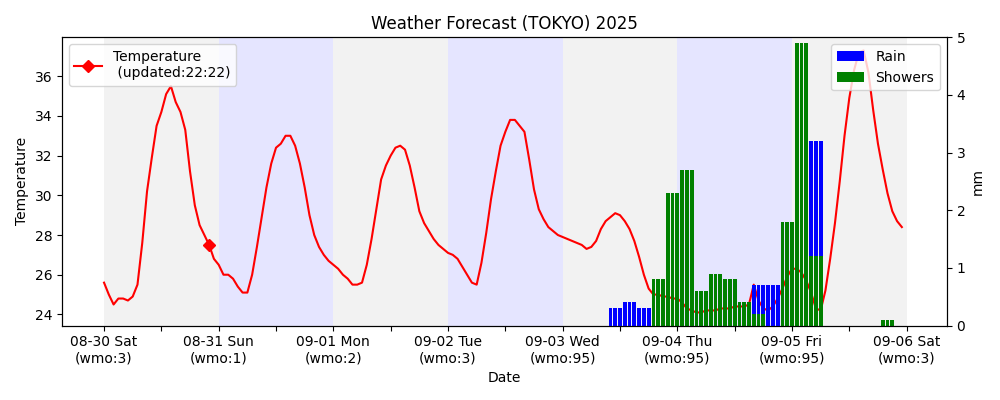 Weather Forecast (TOKYO) 2025
Temperature
(updated:22:22)
Rain
Showers
Temperature
36
34
32
30
28
26
24
5
4
3
2
1
0
mm
08-30 Sat 08-31 Sun 09-01 Mon 09-02 Tue 09-03 Wed 09-04 Thu 09-05 Fri 09-06 Sat
(wmo:3) (wmo:1) (wmo:2) (wmo:3) (wmo:95) (wmo:95) (wmo:95) (wmo:3)
Date